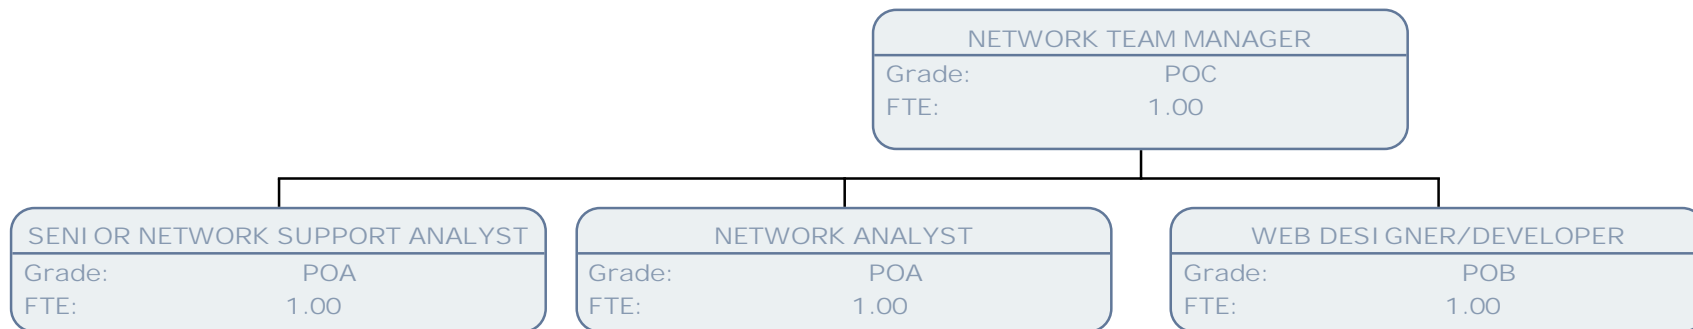 NETWORK TEAM MANAGER
Grade: POC
FTE: 1.00
SENIOR NETWORK SUPPORT ANALYST
Grade: POA
FTE: 1.00
NETWORK ANALYST
Grade: POA
FTE: 1.00
WEB DESIGNER/DEVELOPER
Grade: POB
FTE: 1.00